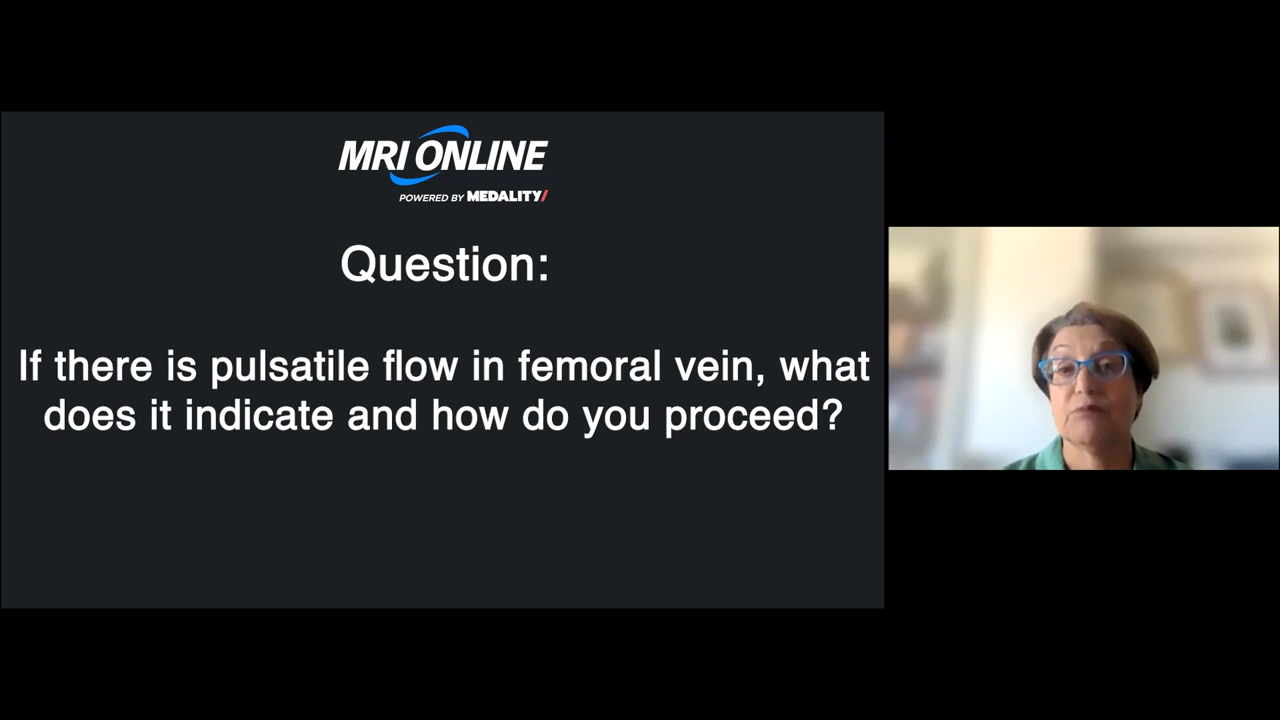 MRI ONLINE
POWERED BY MEDALITY/
Question:
If there is pulsatile flow in femoral vein, what
does it indicate and how do you proceed?